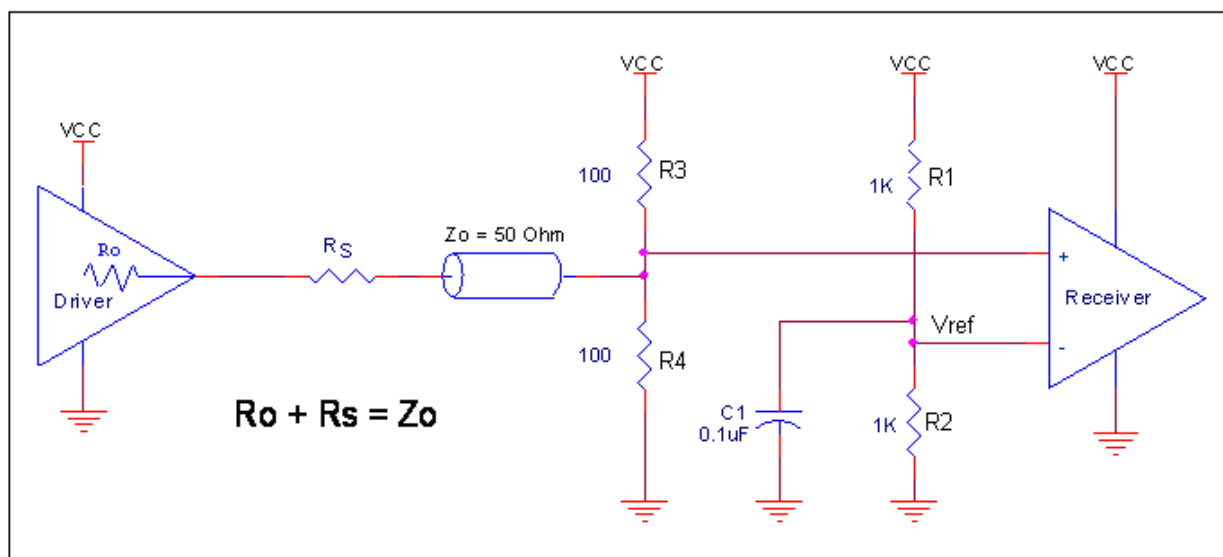 VCC
VCC
VCC
VCC
Ro
Driver
RS
Zo = 50 Ohm
100
R3
100
R4
1K
R1
Vref
+
-
Receiver
C1
0.1uF
1K
R2
Ro + Rs = Zo